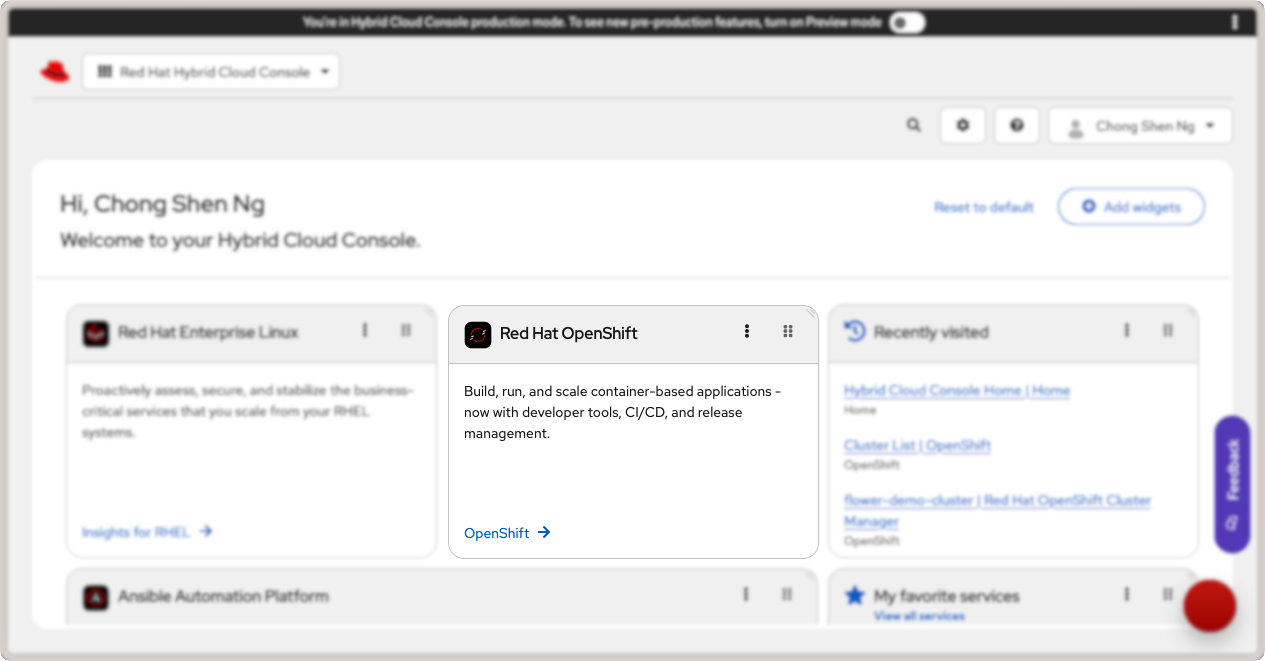 You're in Hybrid Cloud Console production mode. To see new pre-production features, turn on Preview mode
Red Hat Hybrid Cloud Console
Chong Shen Ng
Hi, Chong Shen Ng
Reset to default
Add widgets
Welcome to your Hybrid Cloud Console.
Red Hat Enterprise Linux
Proactively assess, secure, and stabilize the business-
critical services that you scale from your RHEL
systems.
Insights for RHEL
Red Hat OpenShift
Build, run, and scale container-based applications -
now with developer tools, CI/CD, and release
management.
OpenShift
Recently visited
Hybrid Cloud Console Home | Home
Home
Cluster List | OpenShift
OpenShift
flower-demo-cluster | Red Hat OpenShift Cluster
Manager
OpenShift
Feedback
Ansible Automation Platform
My favorite services
View all services